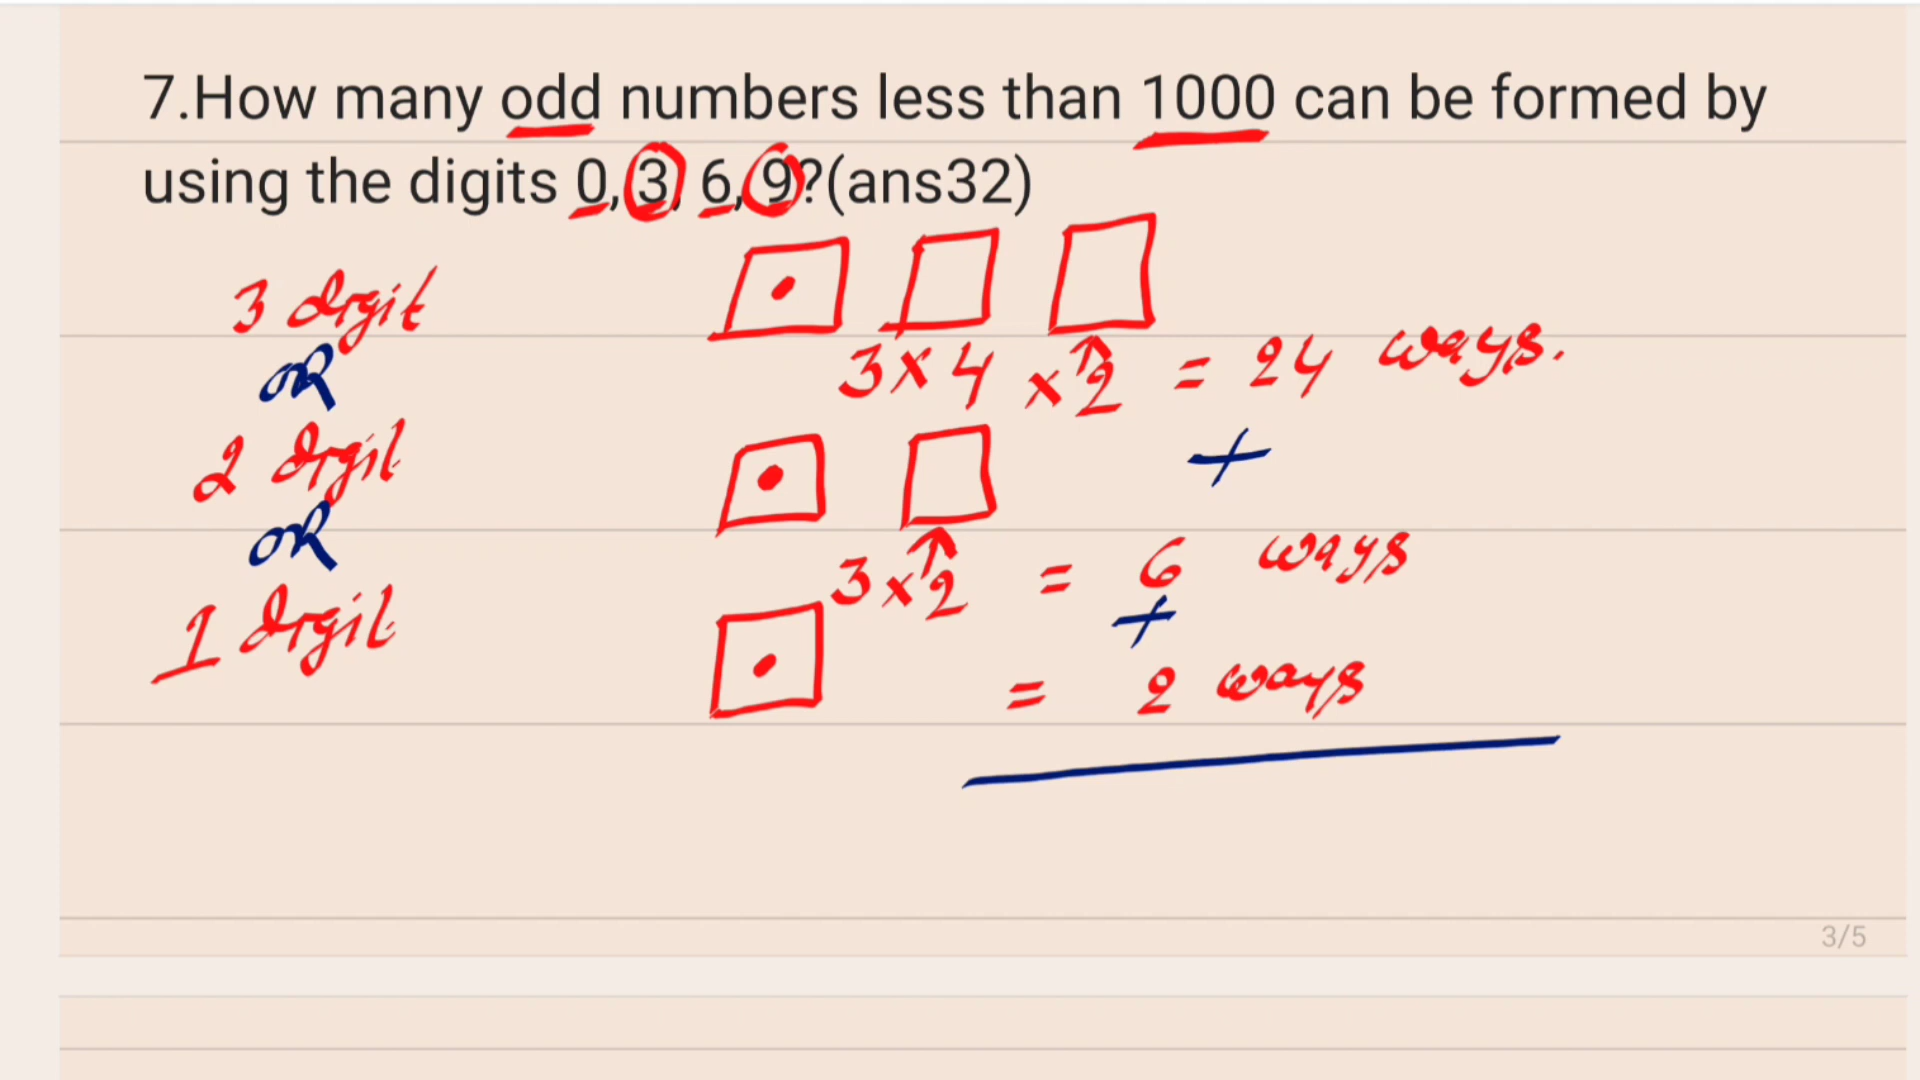 7.How many odd numbers less than 1000 can be formed by
using the digits 0,3, 6, 9?(ans32)
3 digit
3 x 4 x 2 = 24 ways.
OR
+
2 digit
3 x 2 = 6 ways
OR
+
1 digit
= 2 ways
3/5